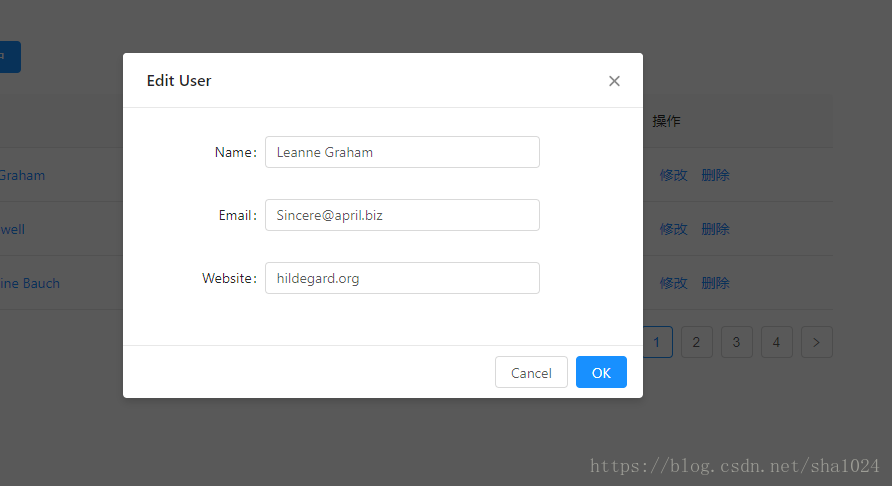 Edit User
操作
Name:
Leanne Graham
Graham
修改 删除
Email:
Sincere@april.biz
well
修改 删除
Website:
hildegard.org
ine Bauch
修改 删除
1 2 3 4
Cancel OK
https://blog.csdn.net/sha1024